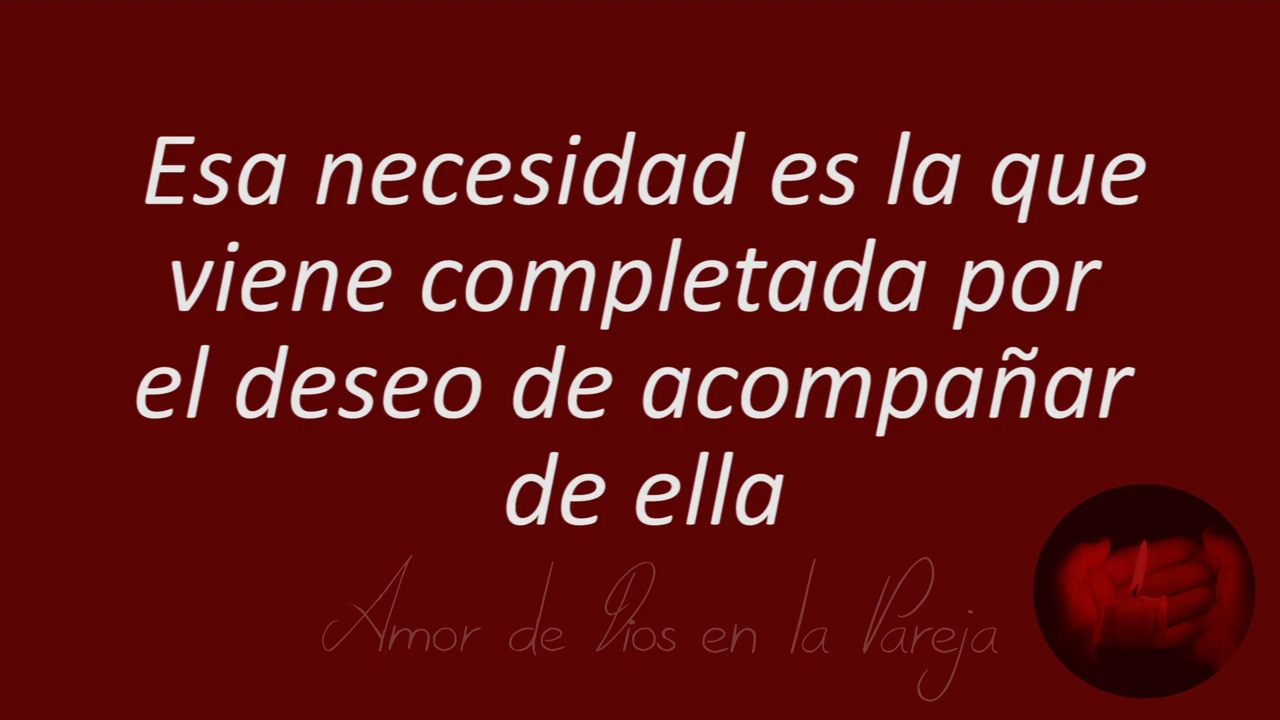 Esa necesidad es la que
viene completada por
el deseo de acompañar
de ella
Amor de Dios en la Pareja